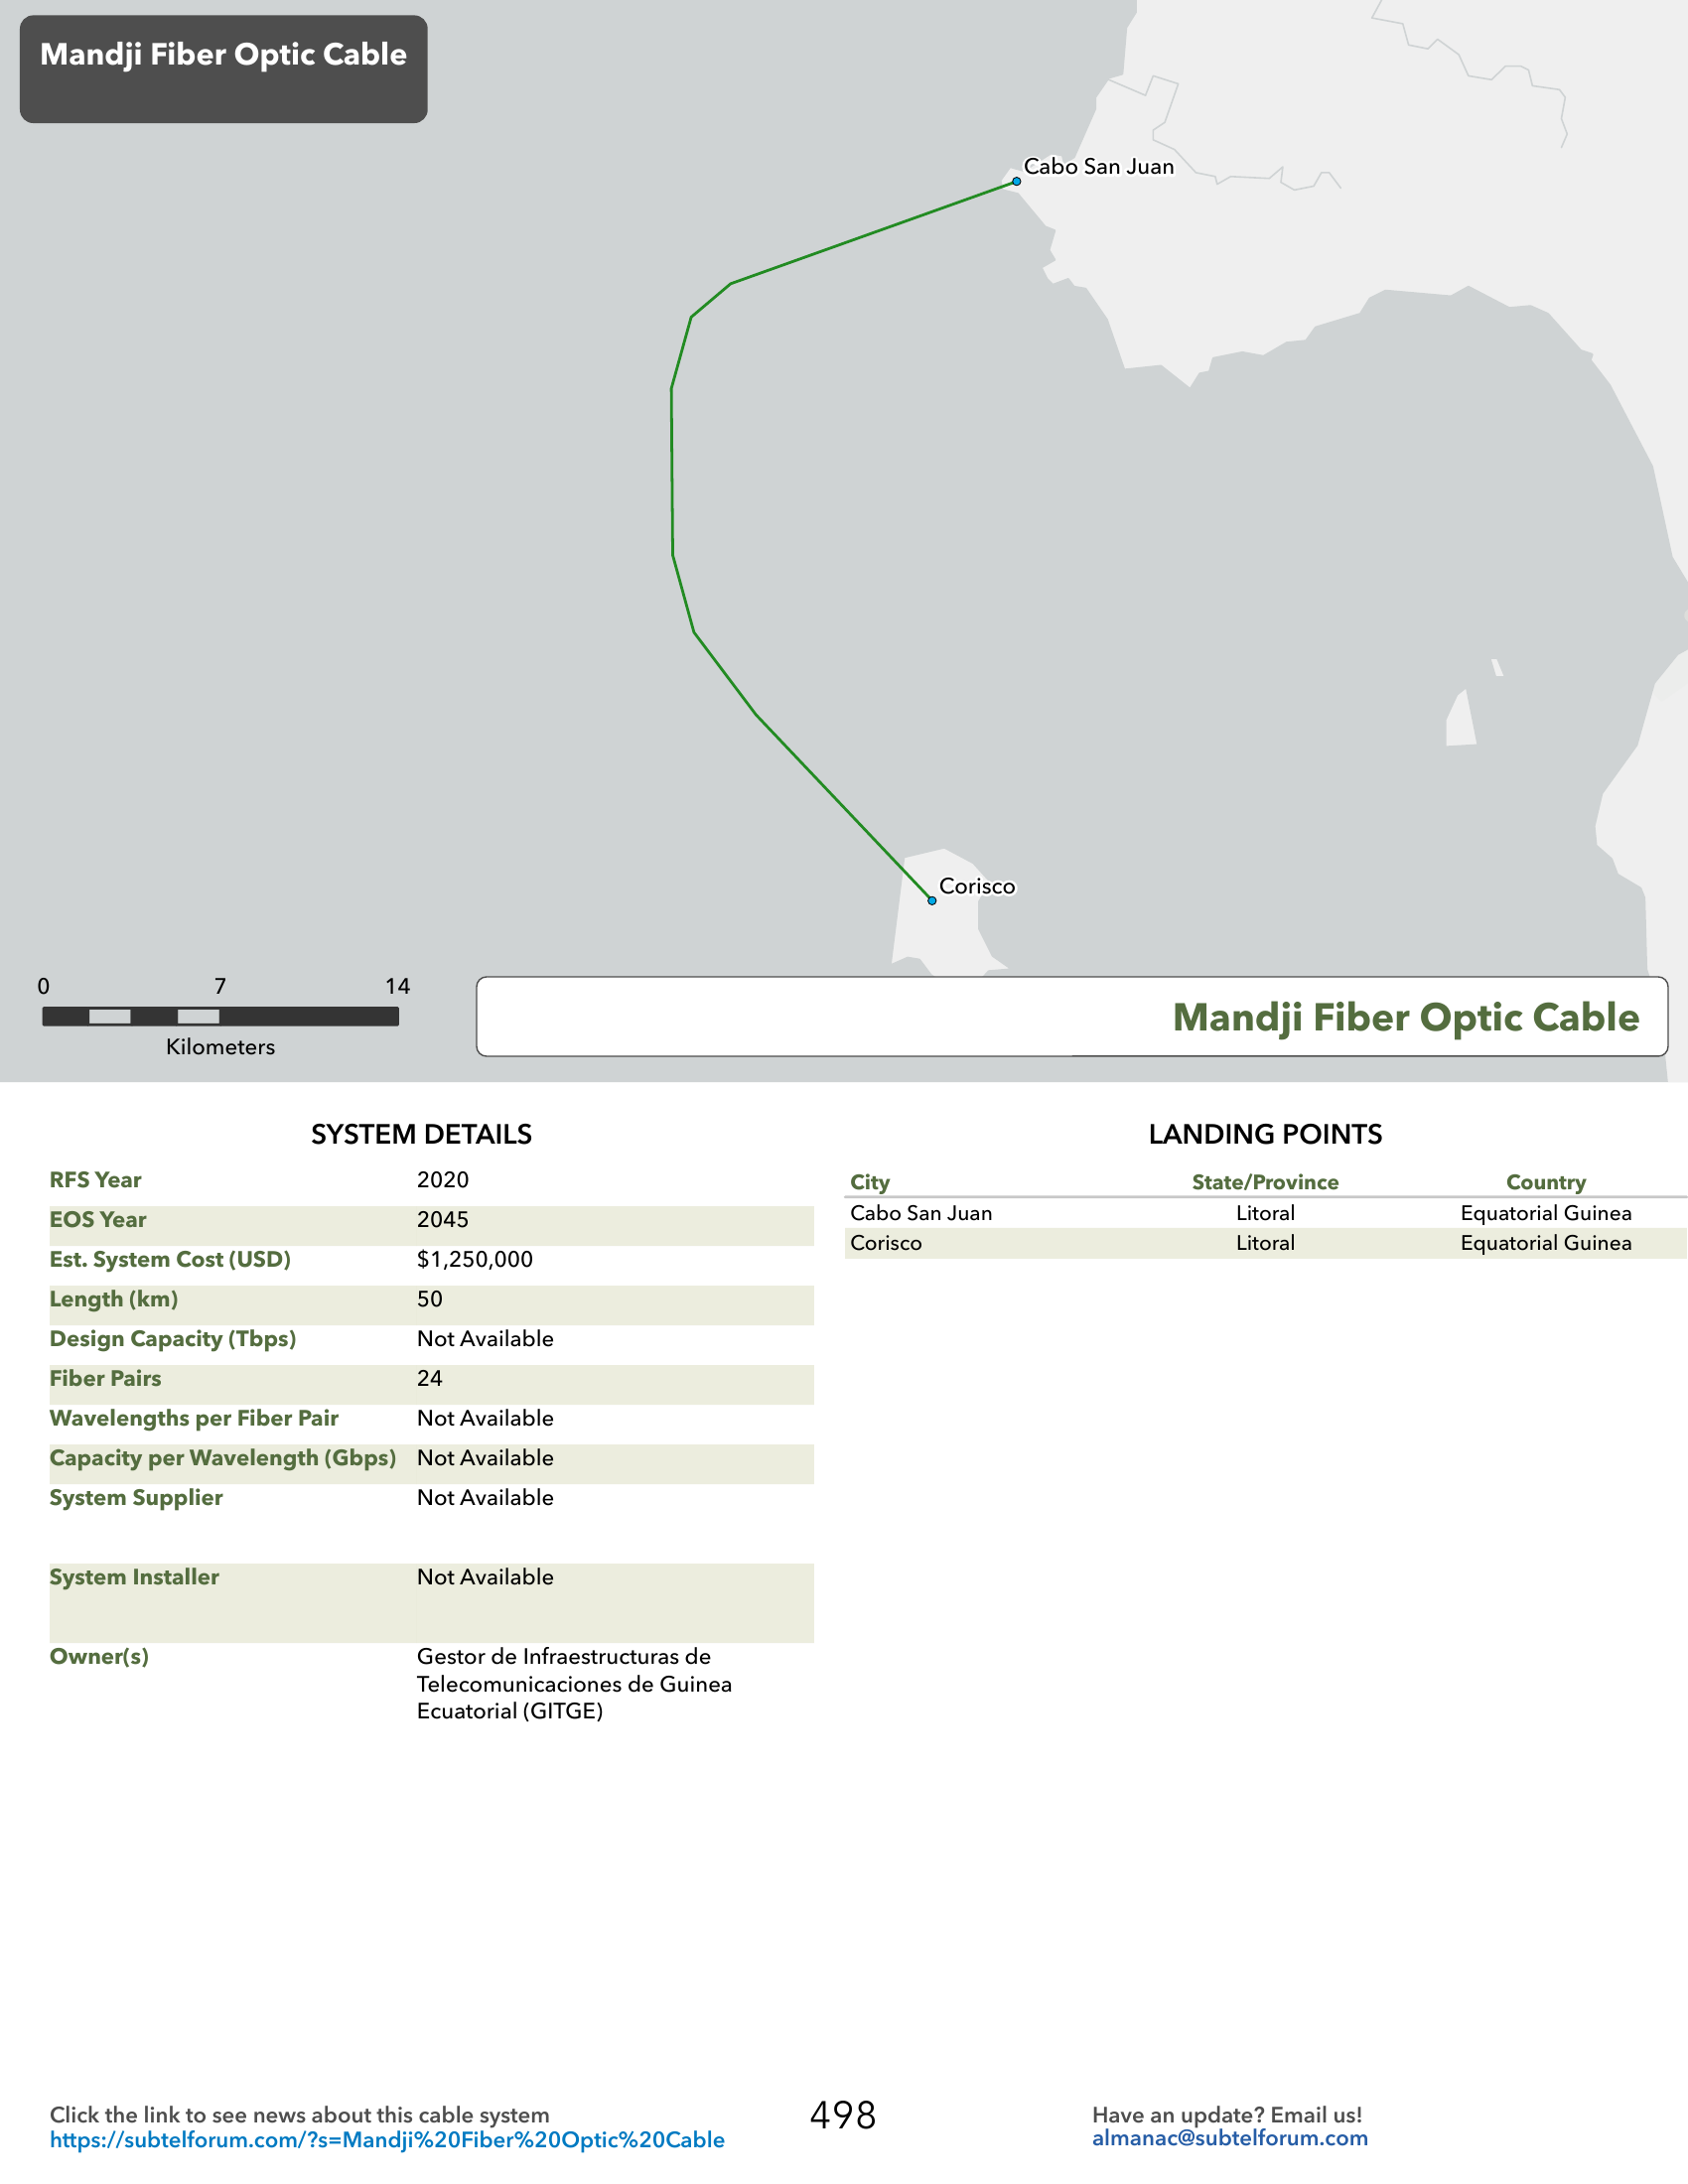 Mandji Fiber Optic Cable
Cabo San Juan
Corisco
0 7 14
Kilometers
Mandji Fiber Optic Cable
SYSTEM DETAILS
RFS Year 2020
EOS Year 2045
Est. System Cost (USD) $1,250,000
Length (km) 50
Design Capacity (Tbps) Not Available
Fiber Pairs 24
Wavelengths per Fiber Pair Not Available
Capacity per Wavelength (Gbps) Not Available
System Supplier Not Available
System Installer Not Available
Owner(s) Gestor de Infraestructuras de
Telecomunicaciones de Guinea
Ecuatorial (GITGE)
LANDING POINTS
City State/Province Country
Cabo San Juan Litoral Equatorial Guinea
Corisco Litoral Equatorial Guinea
Click the link to see news about this cable system
https://subtelforum.com/?s=Mandji%20Fiber%20Optic%20Cable
498
Have an update? Email us!
almanac@subtelforum.com